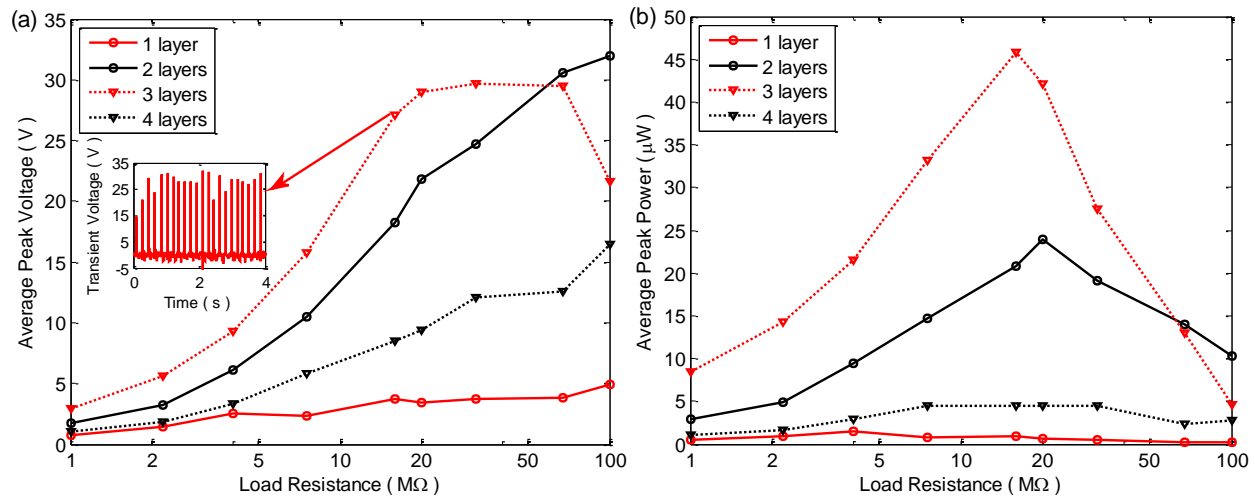 (a)
35
30
25
20
15
10
5
0
Average Peak Voltage ( V )
1 layer
2 layers
3 layers
4 layers
35
25
15
5
-5
Transient Voltage ( V )
0 2 4
Time ( s )
1 2 5 10 20 50 100
Load Resistance ( MΩ )
(b)
50
45
40
35
30
25
20
15
10
5
0
Average Peak Power ( μW )
1 layer
2 layers
3 layers
4 layers
1 2 5 10 20 50 100
Load Resistance ( MΩ )